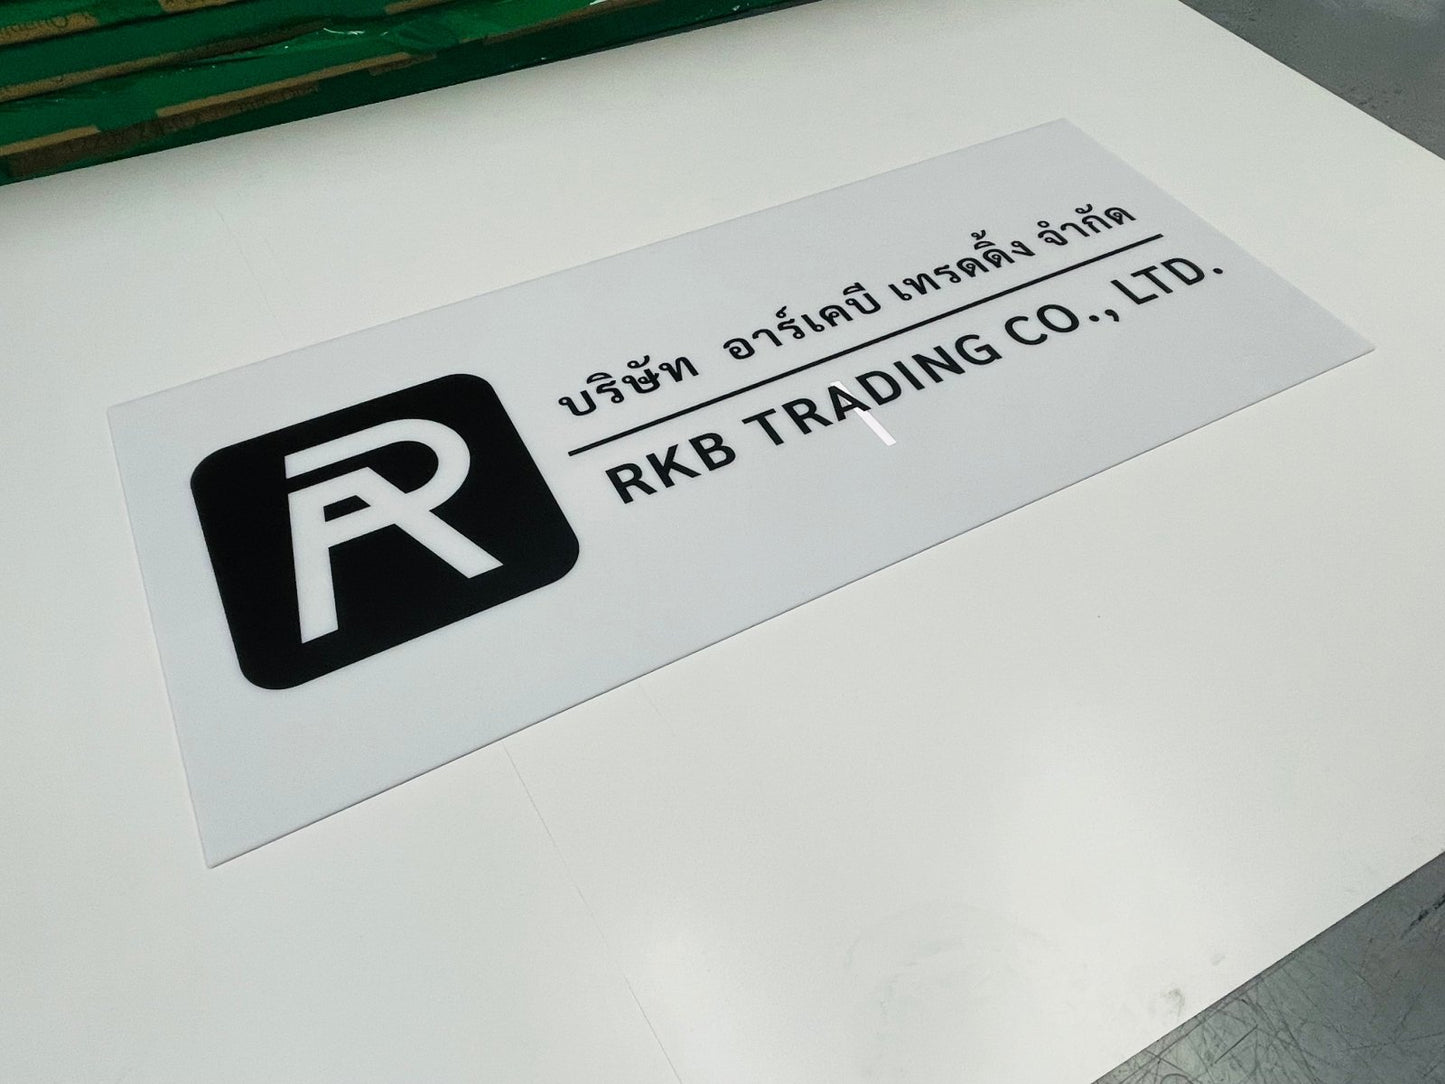 บริษัท อาร์เคบี เทรดดิ้ง จำกัด
RKB TRADING CO., LTD.